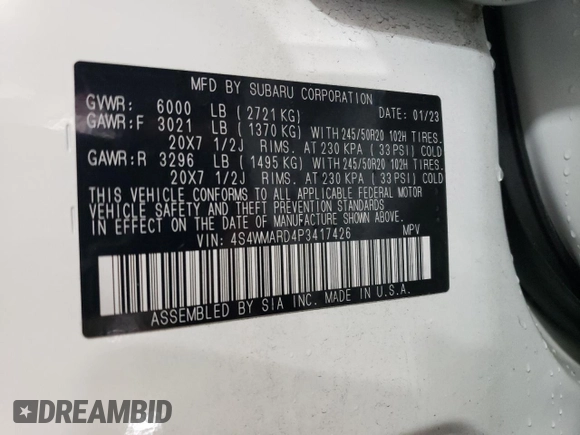 MFD BY SUBARU CORPORATION
GVWR: 6000 LB (2721 KG) DATE: 01/23
GAWR:F 3021 LB (1370 KG) WITH 245/50R20 102H TIRES.
20X7 1/2J RIMS. AT 230 KPA (33 PSI) COLD
GAWR:R 3296 LB (1495 KG) WITH 245/50R20 102H TIRES.
20X7 1/2J RIMS. AT 230 KPA (33 PSI) COLD
THIS VEHICLE CONFORMS TO ALL APPLICABLE FEDERAL MOTOR
VEHICLE SAFETY AND THEFT PREVENTION STANDARDS
IN EFFECT ON THE DATE OF MANUFACTURE SHOWN ABOVE.
VIN: 4S4WMARD4P3417426 MPV
ASSEMBLED BY SIA INC. MADE IN U.S.A.
DREAMBID